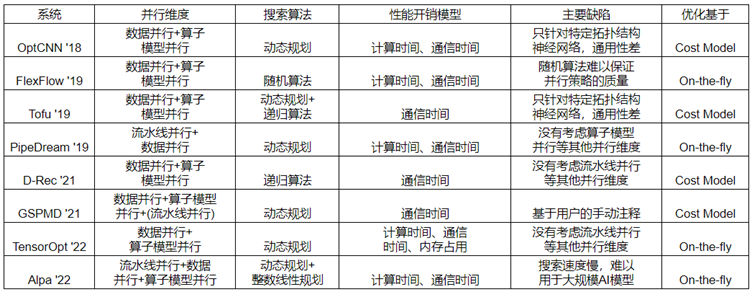 系统 并行维度 搜索算法 性能开销模型 主要缺陷 优化基于
数据并行+算子 只针对特定拓扑结构
OptCNN '18 模型并行 动态规划 计算时间、通信时间 神经网络，通用性差 Cost Model
数据并行+算子 随机算法难以保证
FlexFlow '19 模型并行 随机算法 计算时间、通信时间 并行策略的质量 On-the-fly
数据并行+算子 动态规划+ 只针对特定拓扑结构
Tofu '19 模型并行 递归算法 通信时间 神经网络，通用性差 Cost Model
流水线并行+ 没有考虑算子模型
PipeDream '19 数据并行 动态规划 计算时间、通信时间 并行等其他并行维度 On-the-fly
数据并行+算子 没有考虑流水线并行
D-Rec '21 模型并行 递归算法 通信时间 等其他并行维度 Cost Model
数据并行+算子模型
GSPMD '21 并行+(流水线并行) 动态规划 通信时间 基于用户的手动注释 Cost Model
数据并行+ 计算时间、通信 没有考虑流水线并行
TensorOpt '22 算子模型并行 动态规划 时间、内存占用 等其他并行维度 On-the-fly
流水线并行+数据 动态规划+ 搜索速度慢，难以
Alpa '22 并行+算子模型并行 整数线性规划 计算时间、通信时间 用于大规模AI模型 On-the-fly